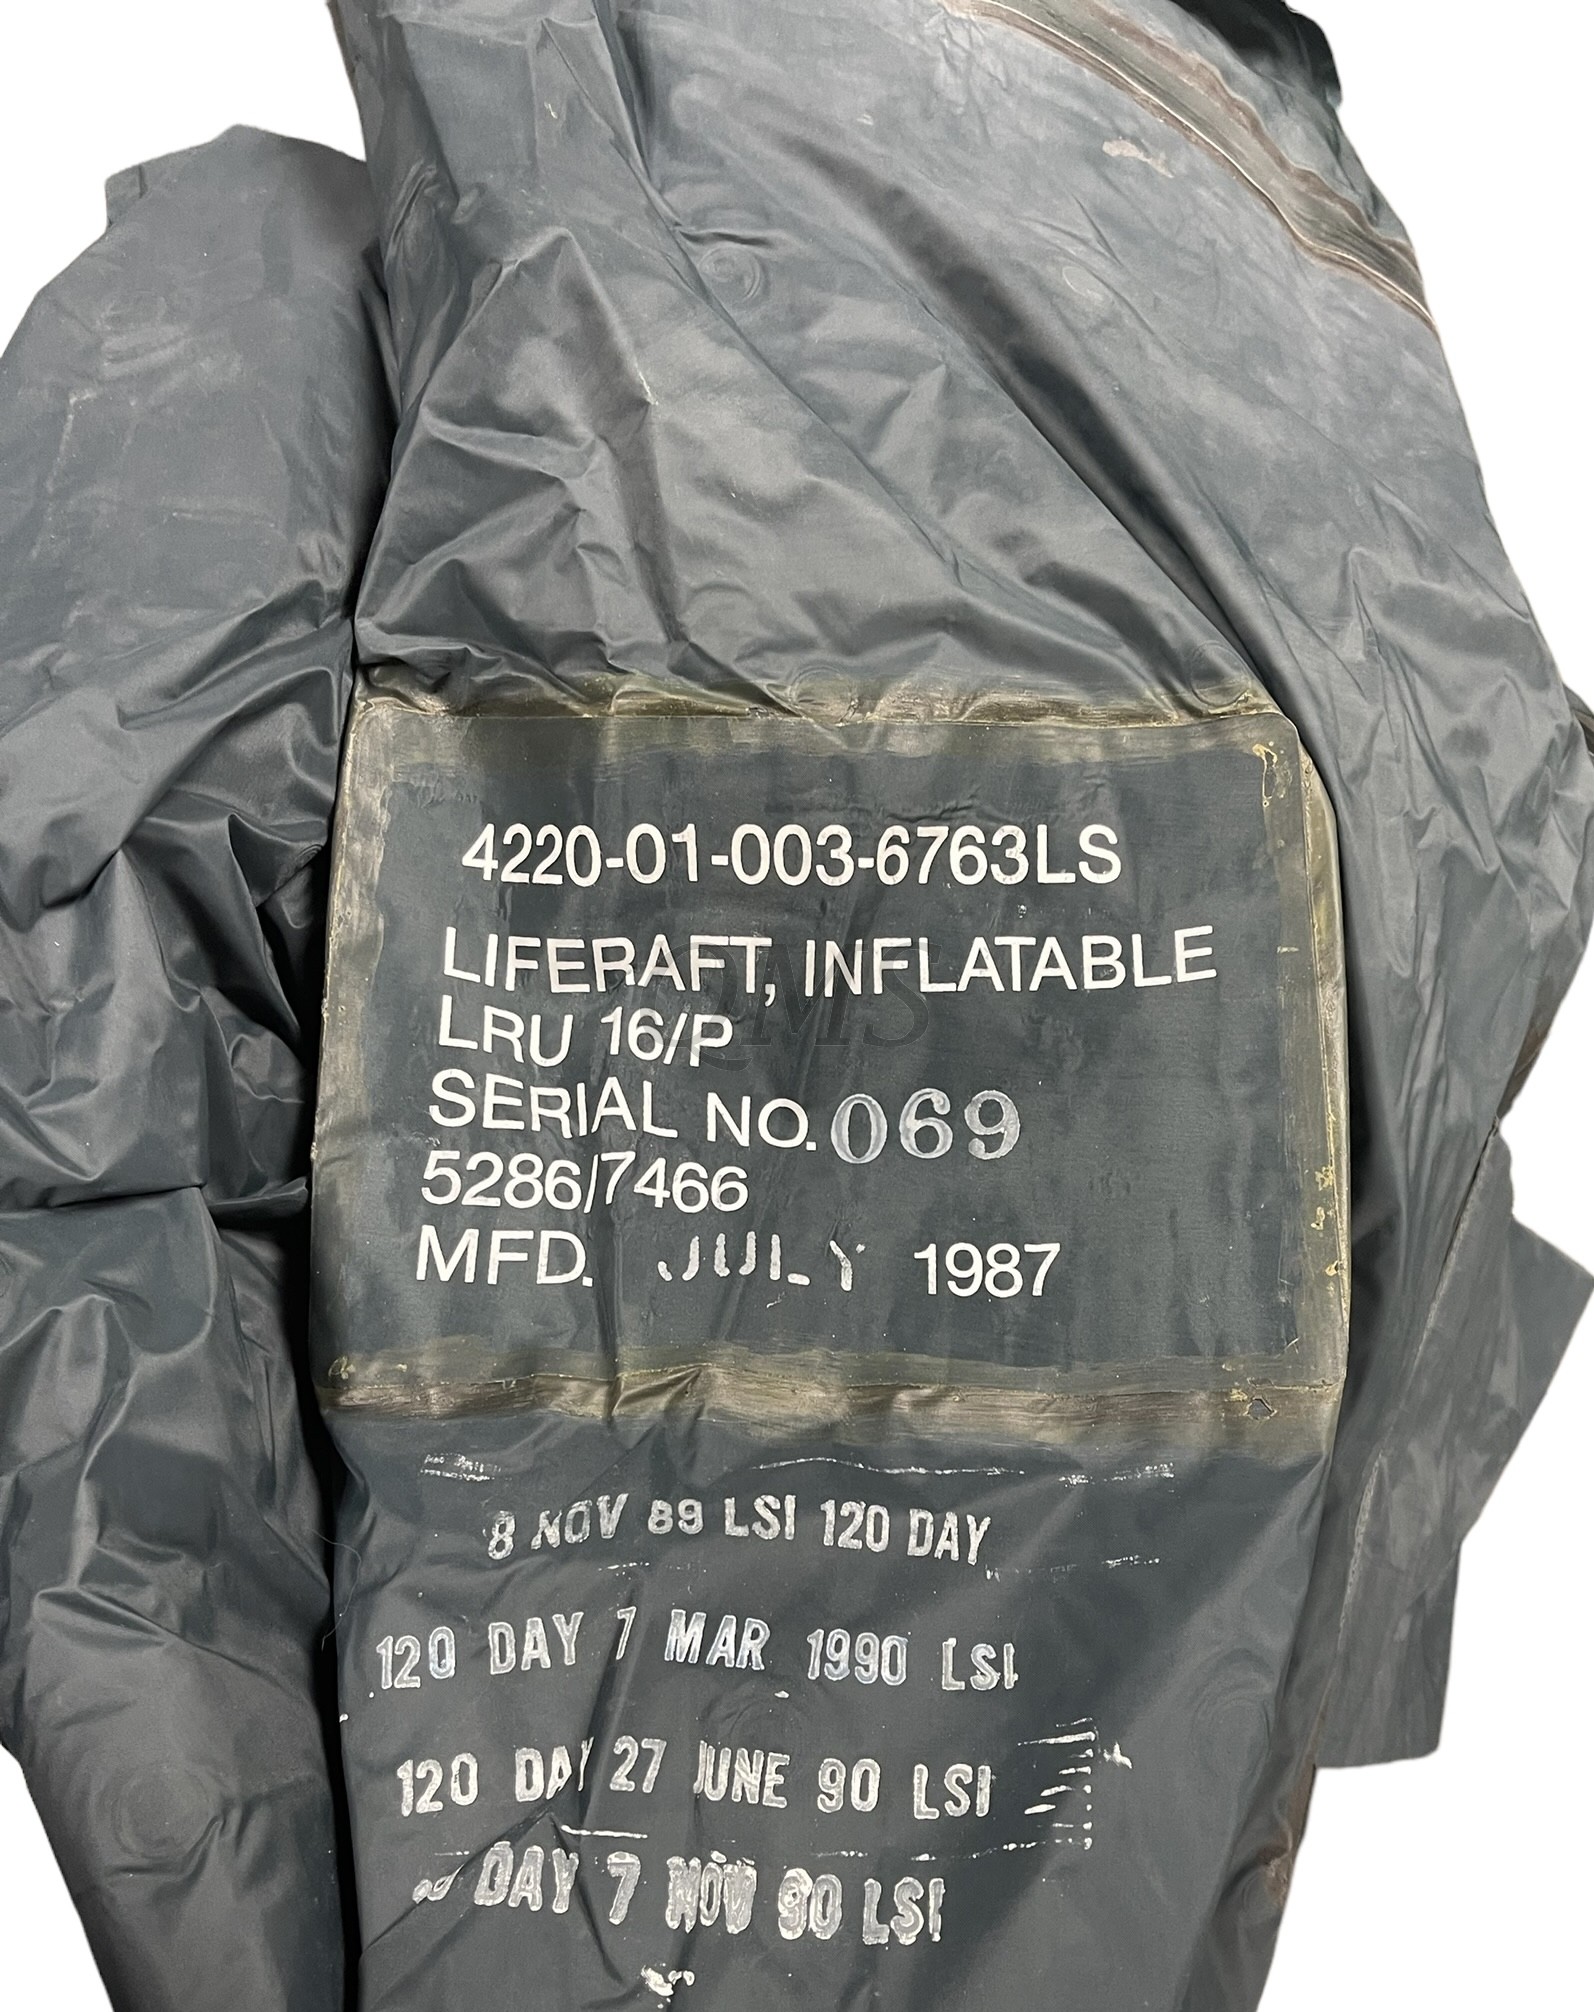 4220-01-003-6763LS
LIFERAFT, INFLATABLE
LRU 16/P
QMS
SERIAL NO. 069
5286/7466
MFD. JULY 1987
8 NOV 89 LSI 120 DAY
120 DAY 7 MAR 1990 LSI
120 DAY 27 JUNE 90 LSI
DAY 7 NOV 90 LSI